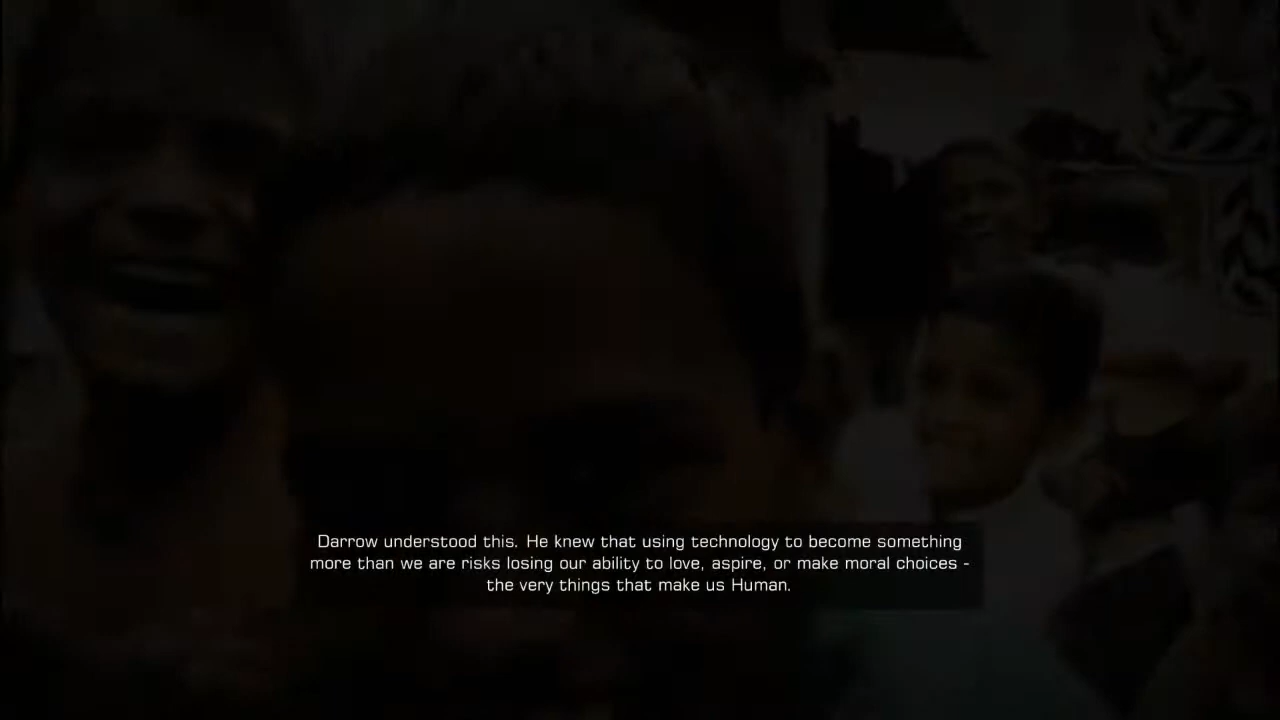 Darrow understood this. He knew that using technology to become something
more than we are risks losing our ability to love, aspire, or make moral choices -
the very things that make us Human.